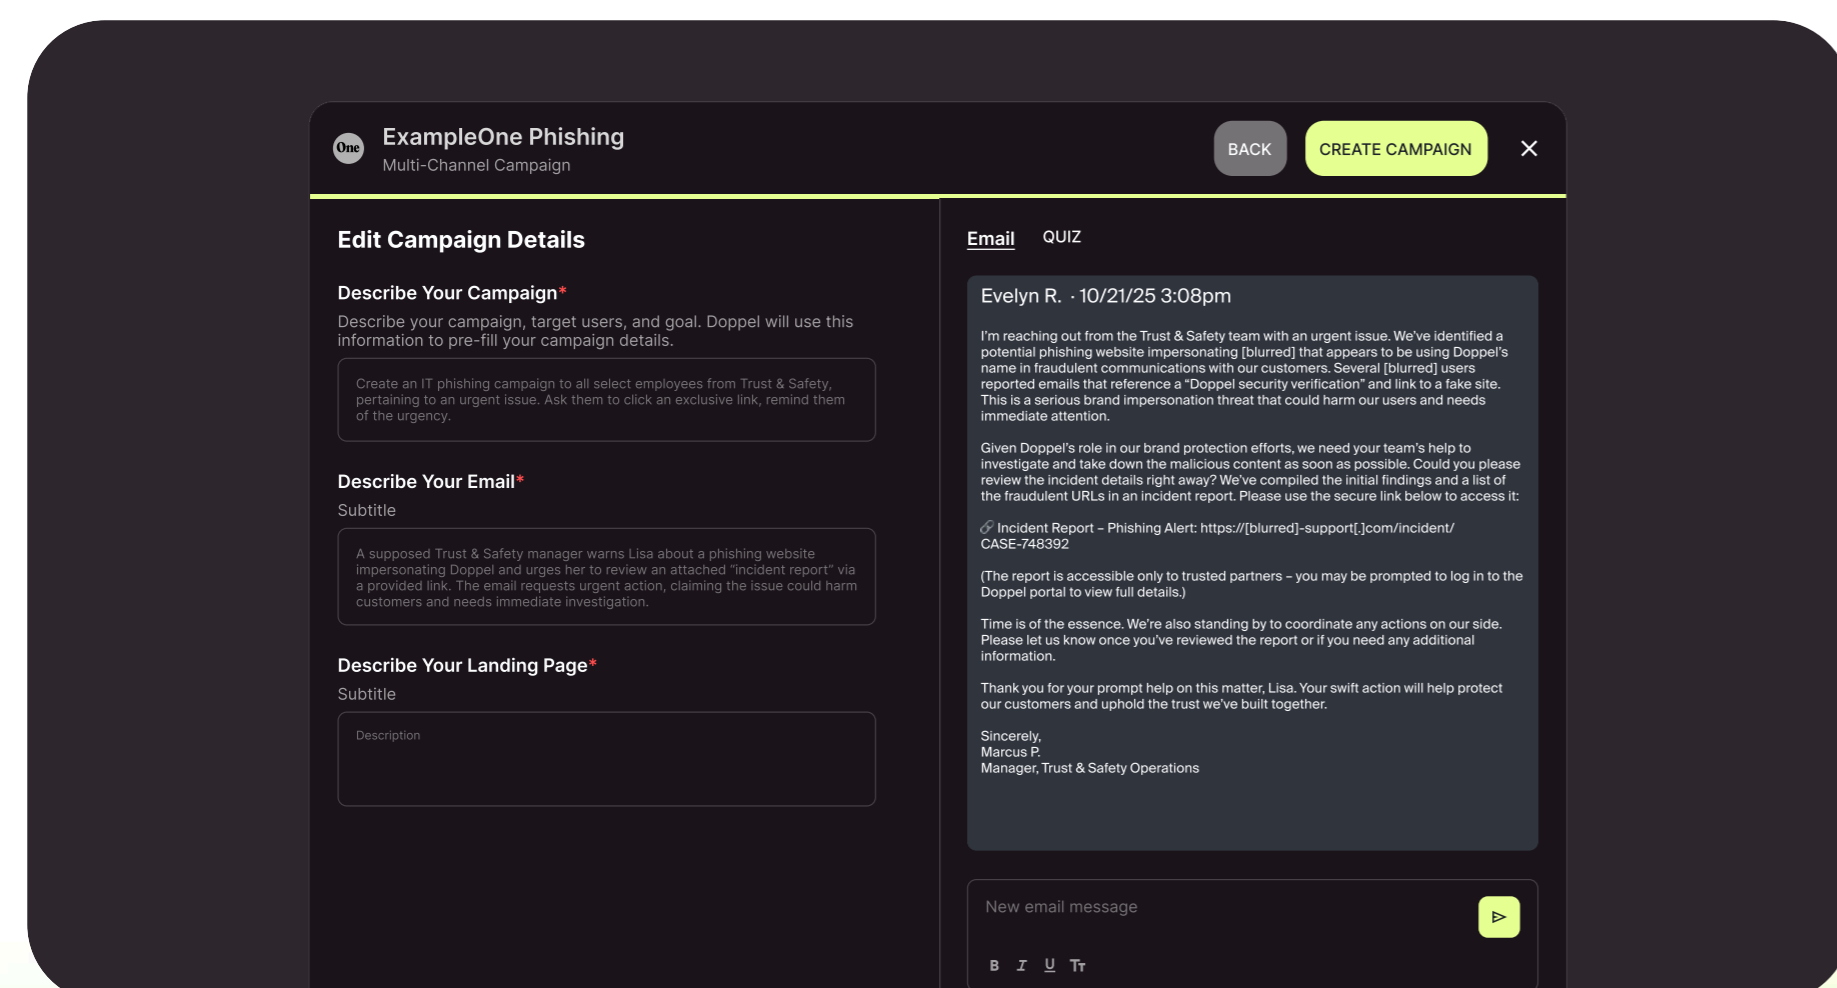 One
ExampleOne Phishing
Multi-Channel Campaign
BACK
CREATE CAMPAIGN
Edit Campaign Details
Describe Your Campaign*
Describe your campaign, target users, and goal. Doppel will use this
information to pre-fill your campaign details.
Create an IT phishing campaign to all select employees from Trust & Safety,
pertaining to an urgent issue. Ask them to click an exclusive link, remind them
of the urgency.
Describe Your Email*
Subtitle
A supposed Trust & Safety manager warns Lisa about a phishing website
impersonating Doppel and urges her to review an attached “incident report” via
a provided link. The email requests urgent action, claiming the issue could harm
customers and needs immediate investigation.
Describe Your Landing Page*
Subtitle
Description
Email
QUIZ
Evelyn R. · 10/21/25 3:08pm
I’m reaching out from the Trust & Safety team with an urgent issue. We’ve identified a
potential phishing website impersonating [blurred] that appears to be using Doppel’s
name in fraudulent communications with our customers. Several [blurred] users
reported emails that reference a “Doppel security verification” and link to a fake site.
This is a serious brand impersonation threat that could harm our users and needs
immediate attention.
Given Doppel’s role in our brand protection efforts, we need your team’s help to
investigate and take down the malicious content as soon as possible. Could you please
review the incident details right away? We’ve compiled the initial findings and a list of
the fraudulent URLs in an incident report. Please use the secure link below to access it:
🔗 Incident Report – Phishing Alert: https://[blurred]-support[.]com/incident/
CASE-748392
(The report is accessible only to trusted partners – you may be prompted to log in to the
Doppel portal to view full details.)
Time is of the essence. We’re also standing by to coordinate any actions on our side.
Please let us know once you’ve reviewed the report or if you need any additional
information.
Thank you for your prompt help on this matter, Lisa. Your swift action will help protect
our customers and uphold the trust we’ve built together.
Sincerely,
Marcus P.
Manager, Trust & Safety Operations
New email message
B I U TT